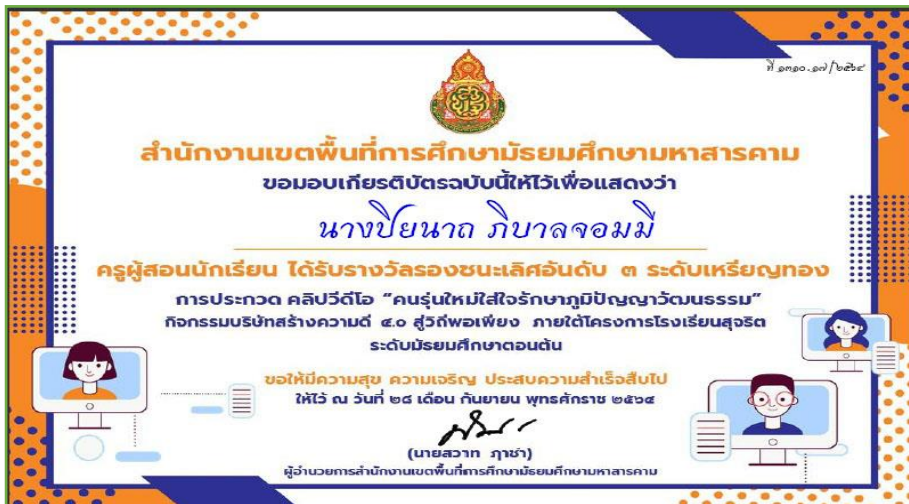 ที่ ๑๓๑๐.๑๗/๒๕๖๔
สำนักงานเขตพื้นที่การศึกษามัธยมศึกษามหาสารคาม
ขอมอบเกียรติบัตรฉบับนี้ให้ไว้เพื่อแสดงว่า
นางปิยนาถ ภิบาลจอมมี
ครูผู้สอนนักเรียน ได้รับรางวัลรองชนะเลิศอันดับ ๓ ระดับเหรียญทอง
การประกวด คลิปวีดีโอ "คนรุ่นใหม่ใส่ใจรักษาภูมิปัญญาวัฒนธรรม"
กิจกรรมบริษัทสร้างความดี ๔.๐ สู่วิถีพอเพียง ภายใต้โครงการโรงเรียนสุจริต
ระดับมัธยมศึกษาตอนต้น
ขอให้มีความสุข ความเจริญ ประสบความสำเร็จสืบไป
ให้ไว้ ณ วันที่ ๒๘ เดือน กันยายน พุทธศักราช ๒๕๖๔
(นายสวาท ภูาซ่า)
ผู้อำนวยการสำนักงานเขตพื้นที่การศึกษามัธยมศึกษามหาสารคาม